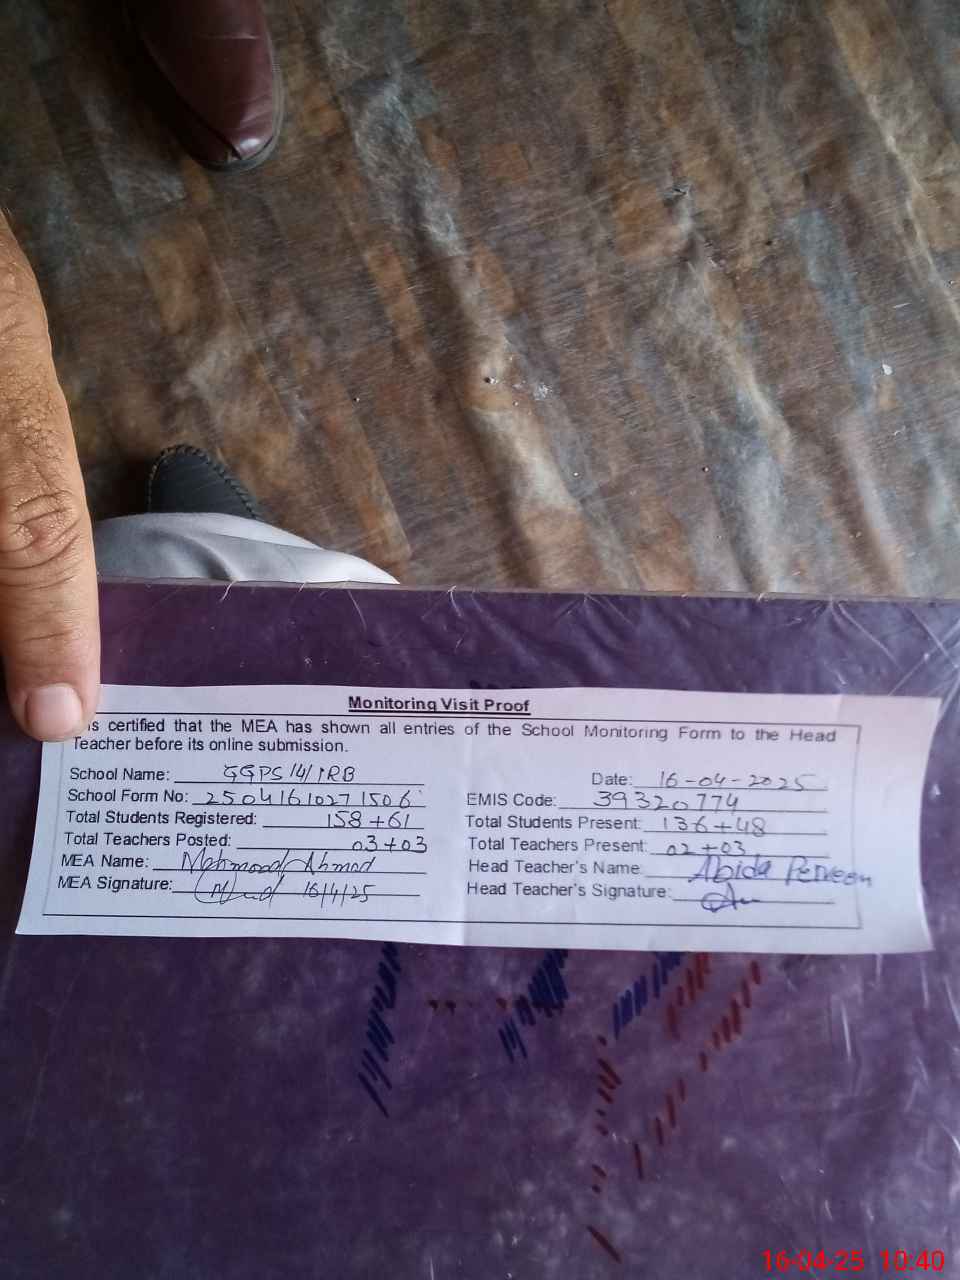 Monitoring Visit Proof
is certified that the MEA has shown all entries of the School Monitoring Form to the Head
Teacher before its online submission.
School Name: GGPS 14/1RB Date: 16-04-2025
School Form No: 25041610271506 EMIS Code: 39320774
Total Students Registered: 158+61 Total Students Present: 136+48
Total Teachers Posted: 03+03 Total Teachers Present: 02+03
MEA Name: Mehmood Ahmad Head Teacher's Name: Abida Perveen
MEA Signature: 16/4/25 Head Teacher's Signature:
16-04-25 10:40